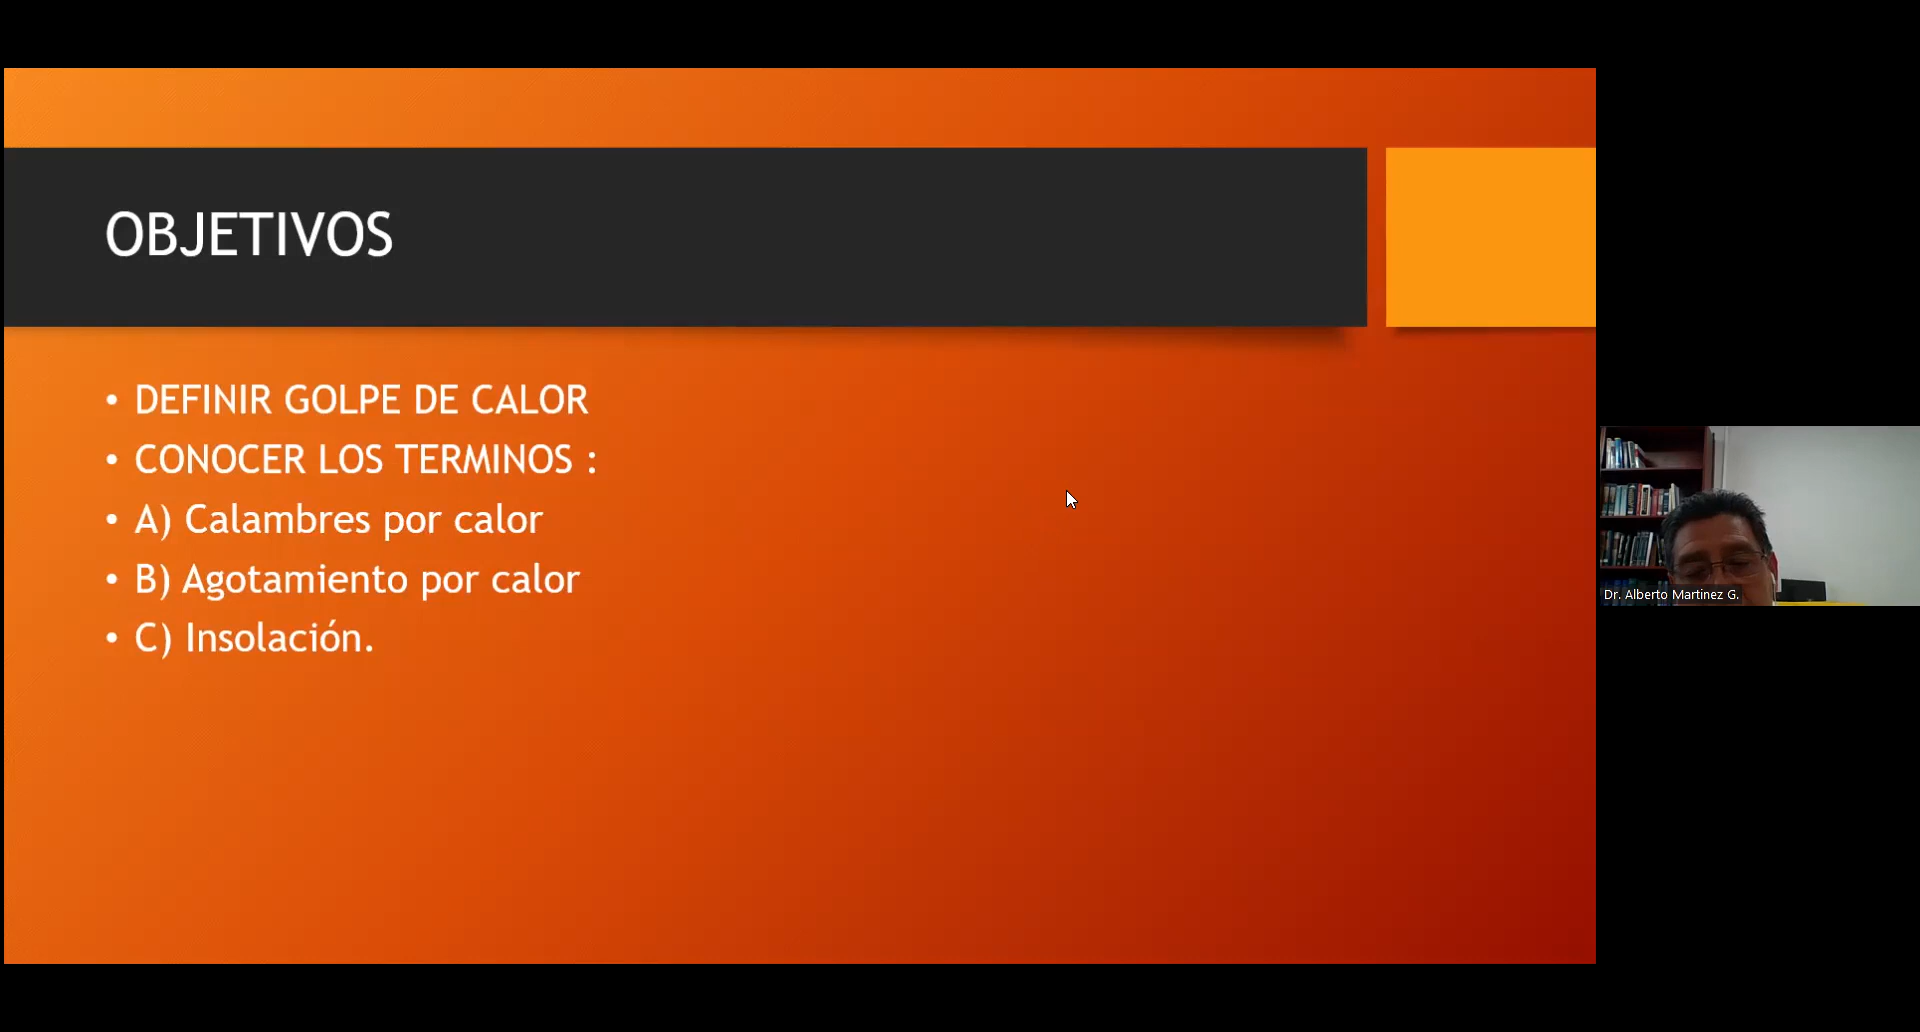 OBJETIVOS
• DEFINIR GOLPE DE CALOR
• CONOCER LOS TERMINOS :
• A) Calambres por calor
• B) Agotamiento por calor
• C) Insolación.
Dr. Alberto Martinez G.